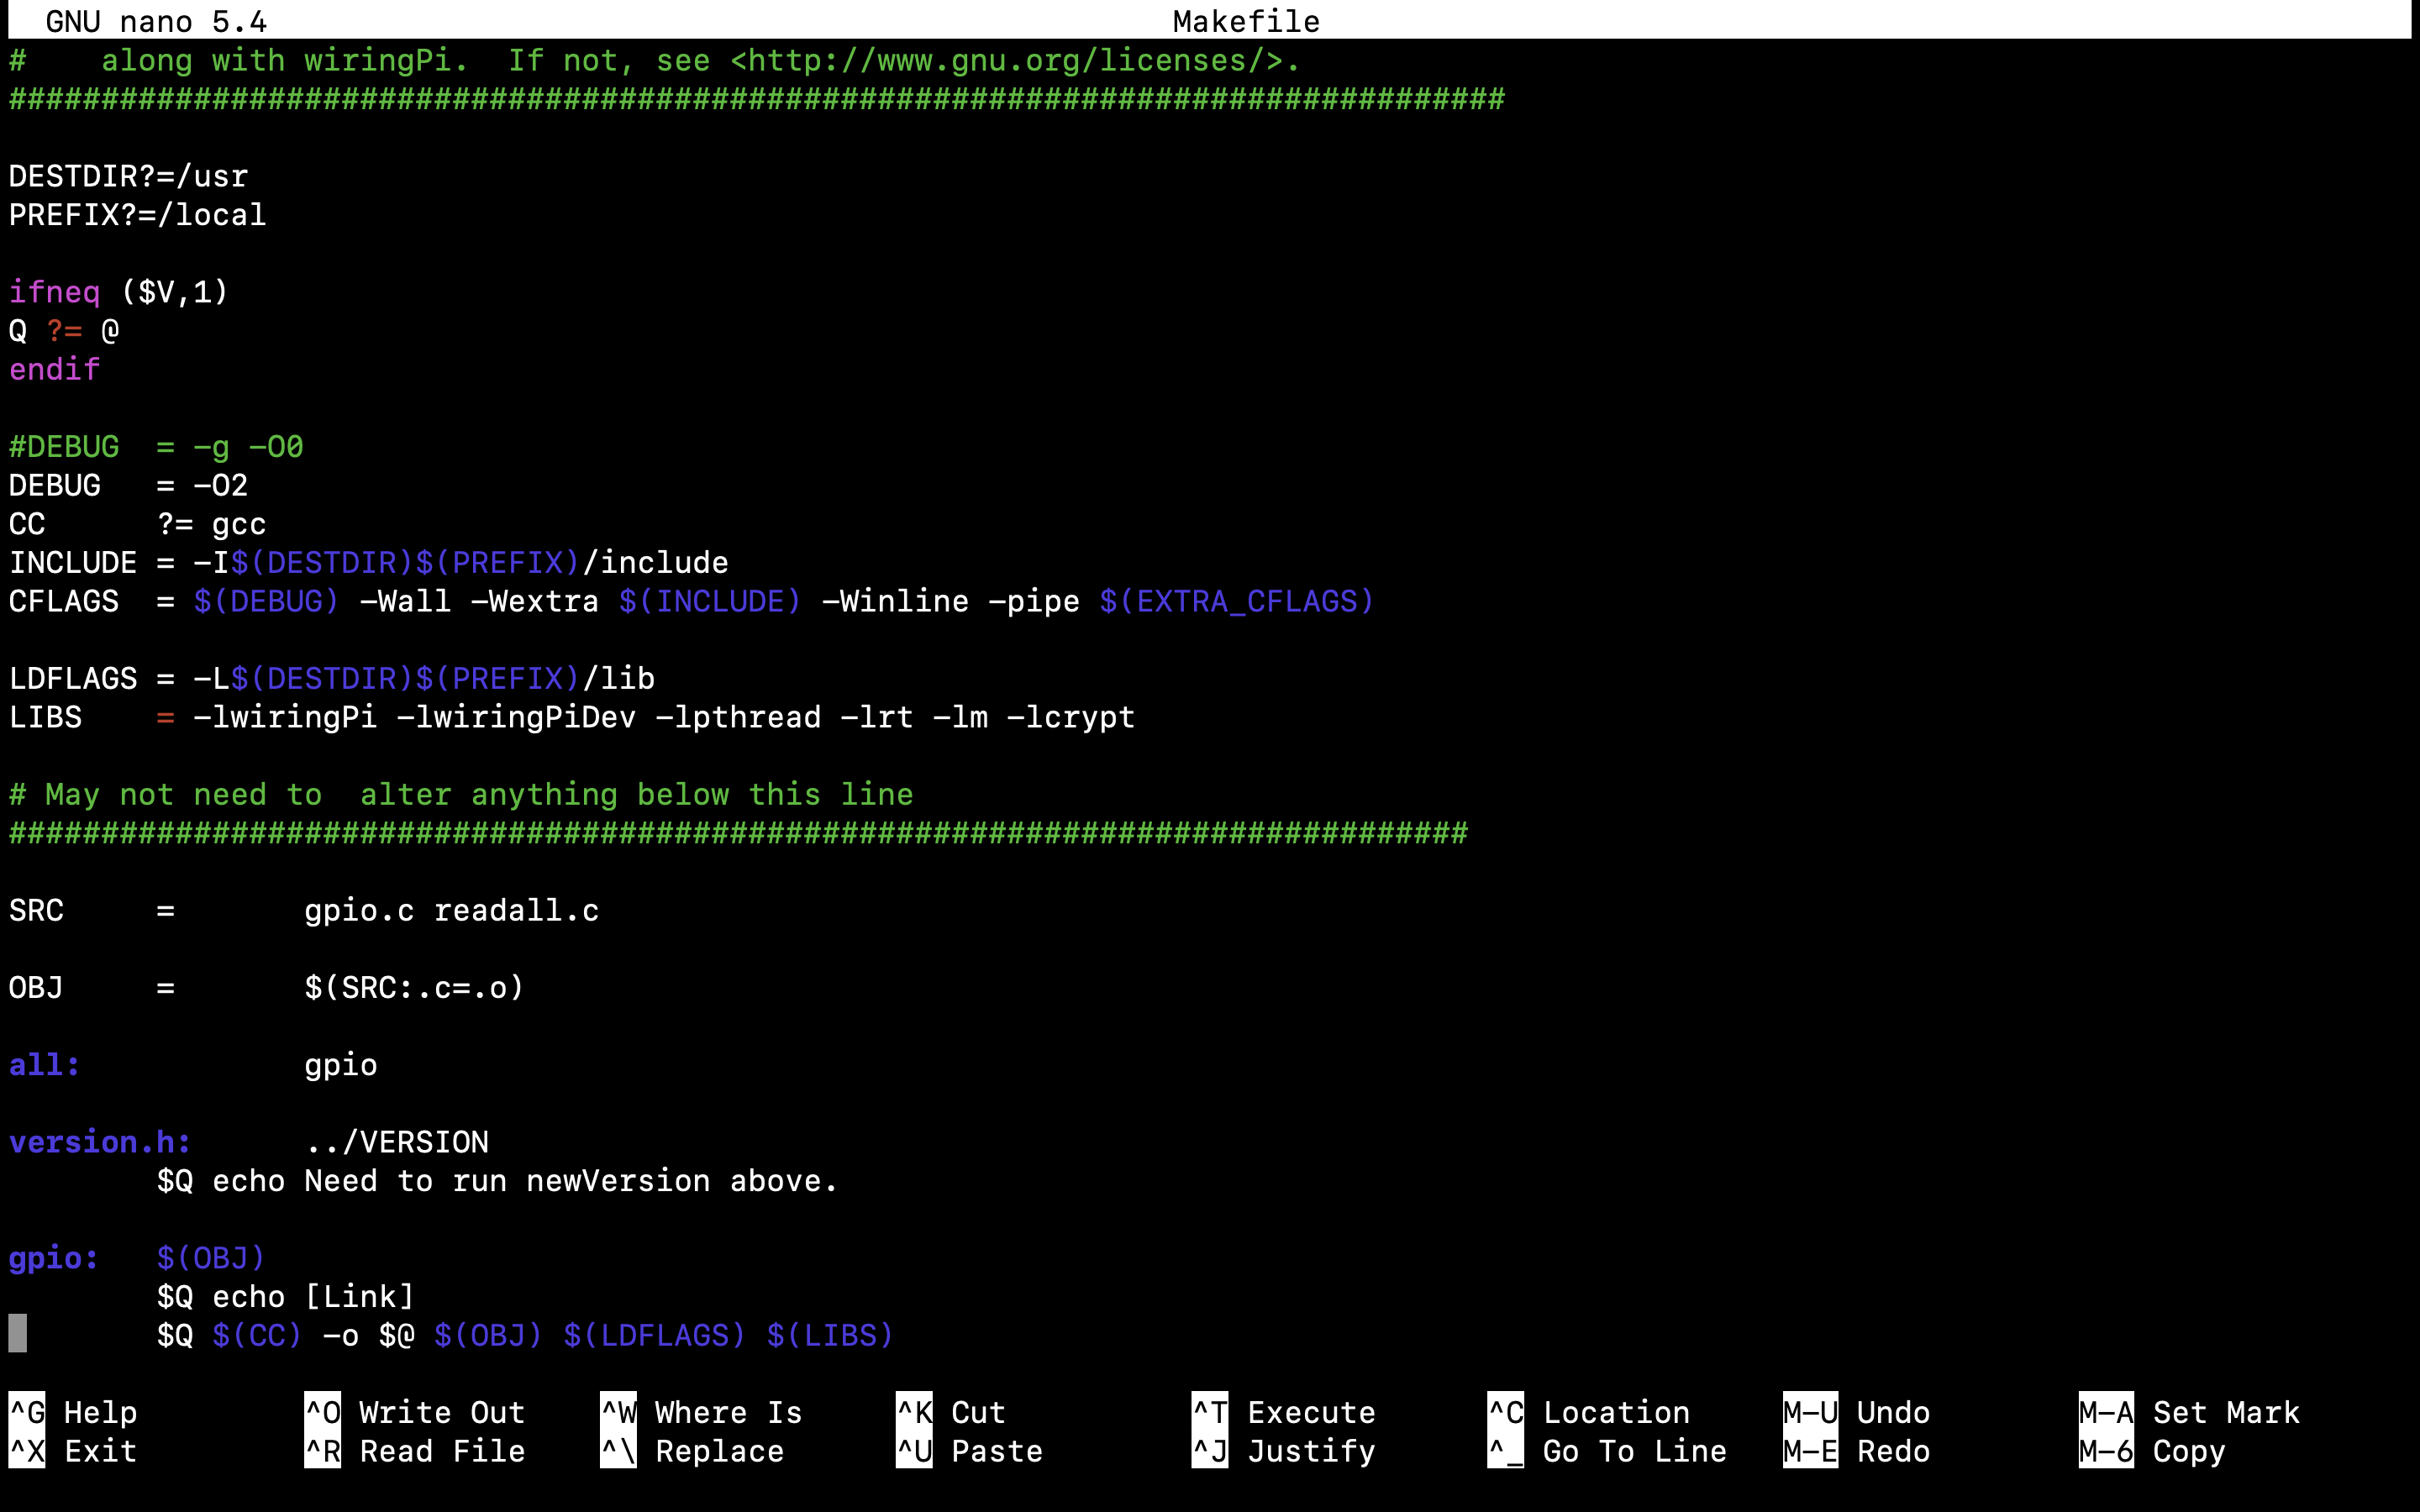 GNU nano 5.4 Makefile
#    along with wiringPi.  If not, see <http://www.gnu.org/licenses/>.
#################################################################################

DESTDIR?=/usr
PREFIX?=/local

ifneq ($V,1)
Q ?= @
endif

#DEBUG  = -g -O0
DEBUG   = -O2
CC      ?= gcc
INCLUDE = -I$(DESTDIR)$(PREFIX)/include
CFLAGS  = $(DEBUG) -Wall -Wextra $(INCLUDE) -Winline -pipe $(EXTRA_CFLAGS)

LDFLAGS = -L$(DESTDIR)$(PREFIX)/lib
LIBS    = -lwiringPi -lwiringPiDev -lpthread -lrt -lm -lcrypt

# May not need to  alter anything below this line
###############################################################################

SRC     =       gpio.c readall.c

OBJ     =       $(SRC:.c=.o)

all:            gpio

version.h:      ../VERSION
        $Q echo Need to run newVersion above.

gpio:   $(OBJ)
        $Q echo [Link]
        $Q $(CC) -o $@ $(OBJ) $(LDFLAGS) $(LIBS)

^G Help ^O Write Out ^W Where Is ^K Cut ^T Execute ^C Location M-U Undo M-A Set Mark
^X Exit ^R Read File ^\ Replace ^U Paste ^J Justify ^_ Go To Line M-E Redo M-6 Copy